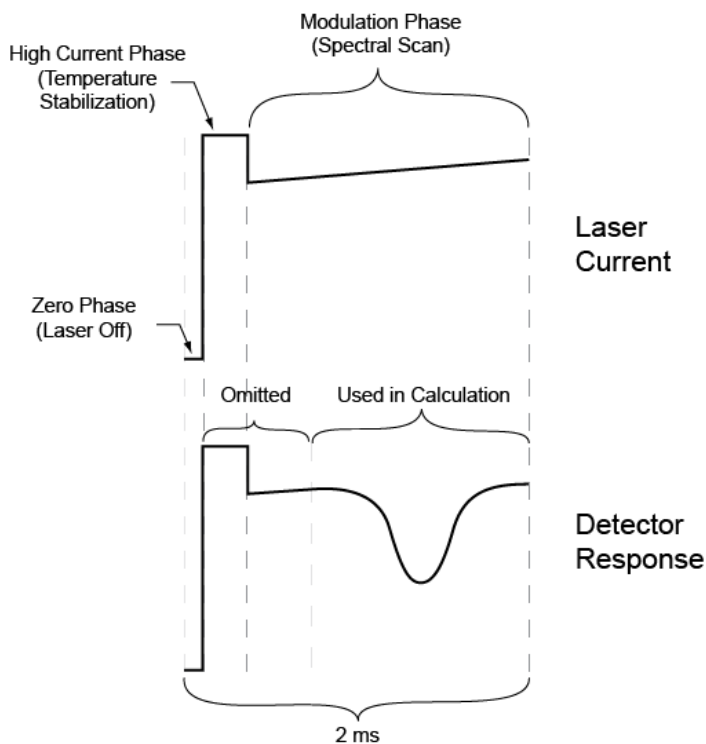 Modulation Phase
(Spectral Scan)
High Current Phase
(Temperature
Stabilization)
Laser
Current
Zero Phase
(Laser Off)
Omitted
Used in Calculation
Detector
Response
2 ms